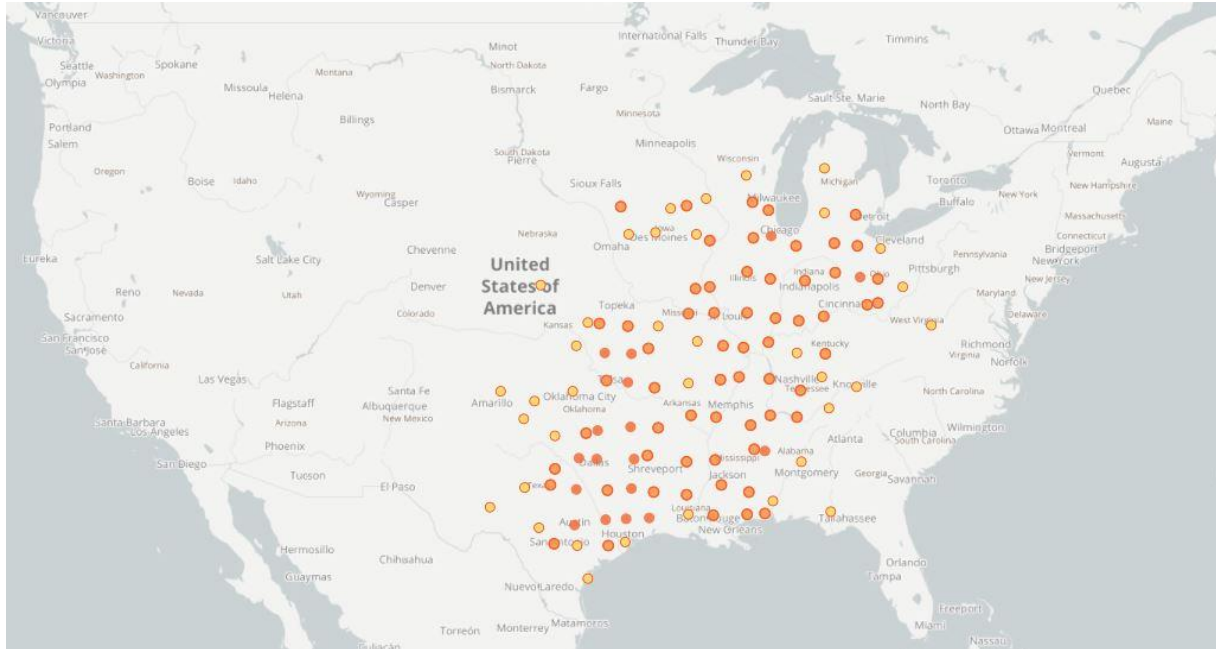 Vancouver
Victoria
Seattle
Olympia
Washington
Spokane
Portland
Salem
Oregon
Missoula
Helena
Montana
Billings
Boise
Idaho
Wyoming
Casper
Minot
North Dakota
Bismarck
Fargo
International Falls
Thunder Bay
Timmins
Minnesota
Minneapolis
South Dakota
Pierre
Sioux Falls
Wisconsin
Sault Ste. Marie
North Bay
Ottawa
Montreal
Quebec
Maine
Vermont
Augusta
New Hampshire
Massachusetts
Connecticut
Bridgeport
New York
New Jersey
New York
Toronto
Buffalo
Michigan
Detroit
Milwaukee
Chicago
Cleveland
Pennsylvania
Pittsburgh
Maryland
Delaware
Eureka
Reno
Nevada
Sacramento
San Francisco
San Jose
California
Salt Lake City
Utah
Cheyenne
Denver
Colorado
Nebraska
Omaha
Des Moines
Iowa
United
States of
America
Kansas
Topeka
Illinois
Indiana
Indianapolis
Ohio
West Virginia
Richmond
Virginia
Norfolk
Kentucky
Las Vegas
Santa Fe
Albuquerque
New Mexico
Flagstaff
Arizona
Phoenix
Tucson
Santa Barbara
Los Angeles
San Diego
El Paso
Amarillo
Oklahoma City
Oklahoma
Arkansas
Memphis
Nashville
Tennessee
Knoxville
North Carolina
Wilmington
Columbia
South Carolina
Atlanta
Georgia
Savannah
Alabama
Montgomery
Mississippi
Jackson
Shreveport
Dallas
Louisiana
Baton Rouge
New Orleans
Tallahassee
Austin
Houston
San Antonio
Hermosillo
Guaymas
Chihuahua
Nuevo Laredo
Torreón
Monterrey
Matamoros
Culiacán
Orlando
Tampa
Miami
Freeport
Nassau